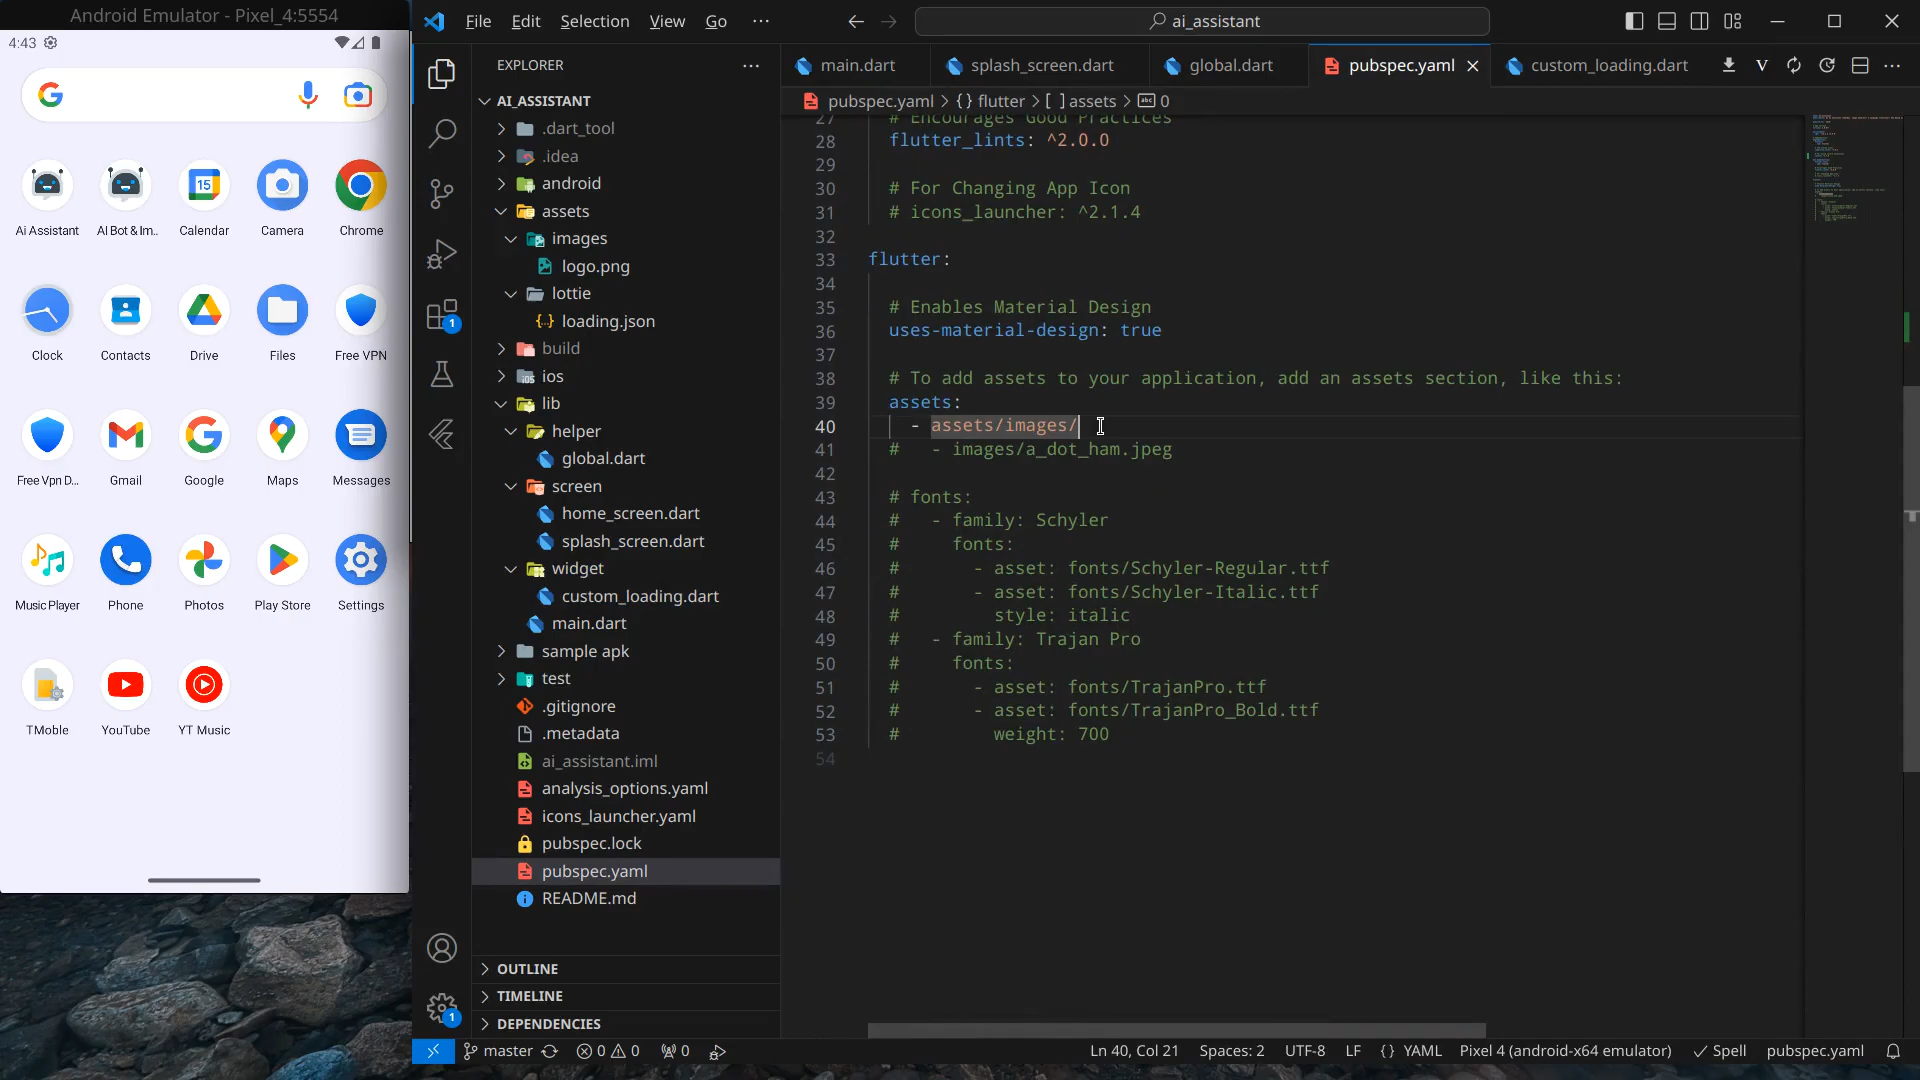 Android Emulator - Pixel_4:5554
4:43
Ai Assistant
AI Bot & Im..
15
Calendar
Camera
Chrome
Clock
Contacts
Drive
Files
Free VPN
Free Vpn D...
Gmail
Google
Maps
Messages
Music Player
Phone
Photos
Play Store
Settings
TMoble
YouTube
YT Music
File
Edit
Selection
View
Go
ai_assistant
EXPLORER
AI_ASSISTANT
.dart_tool
.idea
android
assets
images
logo.png
lottie
loading.json
build
ios
lib
helper
global.dart
screen
home_screen.dart
splash_screen.dart
widget
custom_loading.dart
main.dart
sample apk
test
.gitignore
.metadata
ai_assistant.iml
analysis_options.yaml
icons_launcher.yaml
pubspec.lock
pubspec.yaml
README.md
OUTLINE
TIMELINE
DEPENDENCIES
1
1
main.dart
splash_screen.dart
global.dart
pubspec.yaml
custom_loading.dart
pubspec.yaml > {} flutter > [ ] assets > abc 0
27 # Encourages Good Practices
28 flutter_lints: ^2.0.0
29
30 # For Changing App Icon
31 # icons_launcher: ^2.1.4
32
33 flutter:
34
35 # Enables Material Design
36 uses-material-design: true
37
38 # To add assets to your application, add an assets section, like this:
39 assets:
40 - assets/images/
41 # - images/a_dot_ham.jpeg
42
43 # fonts:
44 # - family: Schyler
45 # fonts:
46 # - asset: fonts/Schyler-Regular.ttf
47 # - asset: fonts/Schyler-Italic.ttf
48 # style: italic
49 # - family: Trajan Pro
50 # fonts:
51 # - asset: fonts/TrajanPro.ttf
52 # - asset: fonts/TrajanPro_Bold.ttf
53 # weight: 700
54
master
0
0
0
Ln 40, Col 21
Spaces: 2
UTF-8
LF
{} YAML
Pixel 4 (android-x64 emulator)
Spell
pubspec.yaml